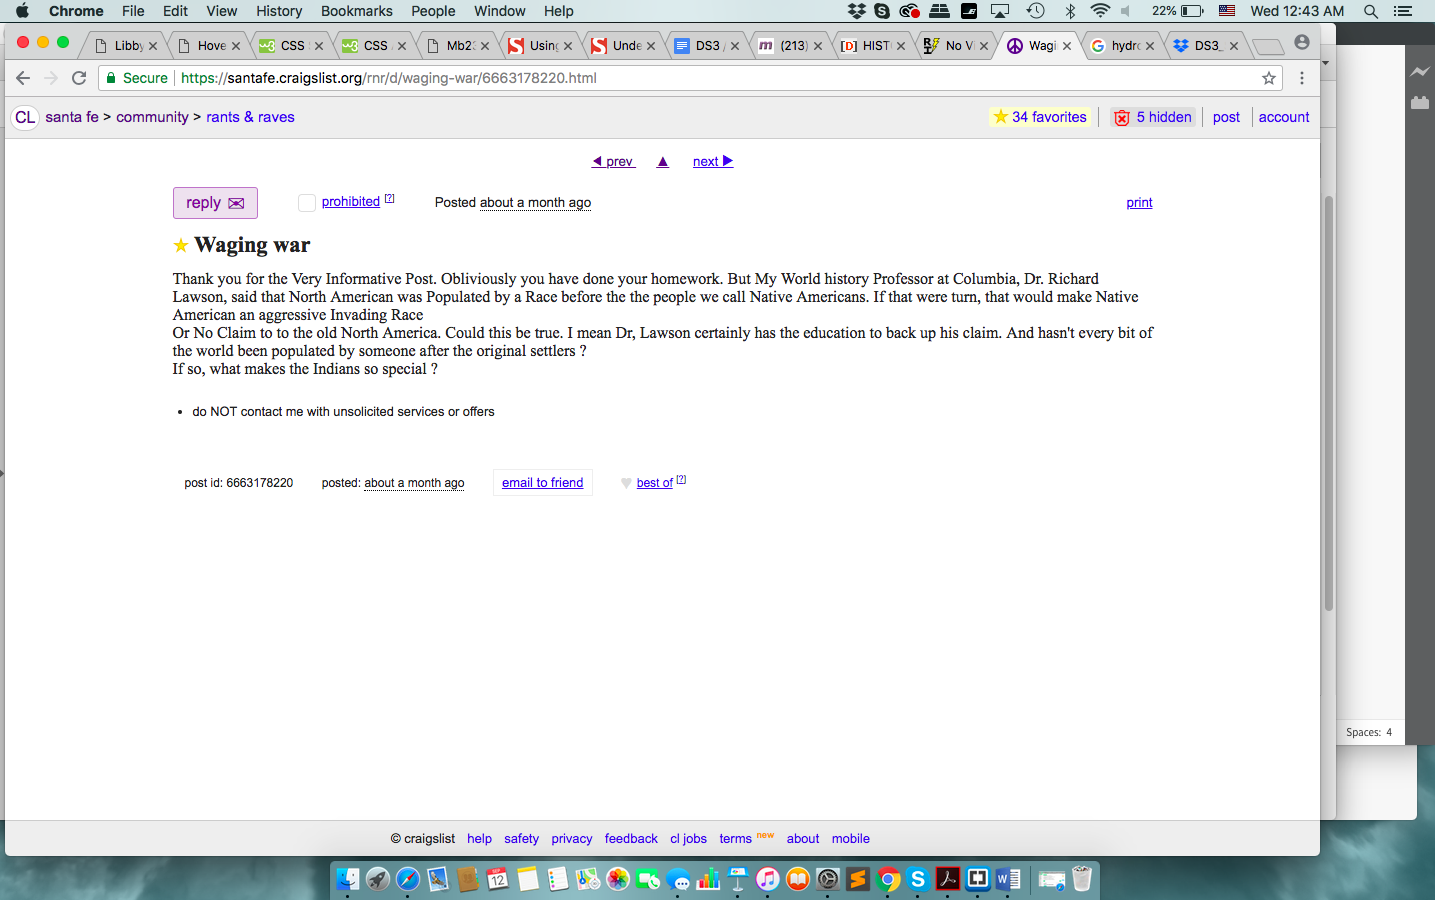 Chrome File Edit View History Bookmarks People Window Help 22% Wed 12:43 AM
Libby Hove CSS CSS Mb23 Using Unde DS3 / (213) HIST No Vi Wagi hydro DS3_
Secure https://santafe.craigslist.org/rnr/d/waging-war/6663178220.html
CL santa fe > community > rants & raves 34 favorites 5 hidden post account
prev next
reply prohibited [?] Posted about a month ago print
Waging war
Thank you for the Very Informative Post. Obliviously you have done your homework. But My World history Professor at Columbia, Dr. Richard
Lawson, said that North American was Populated by a Race before the the people we call Native Americans. If that were turn, that would make Native
American an aggressive Invading Race
Or No Claim to to the old North America. Could this be true. I mean Dr, Lawson certainly has the education to back up his claim. And hasn't every bit of
the world been populated by someone after the original settlers ?
If so, what makes the Indians so special ?
do NOT contact me with unsolicited services or offers
post id: 6663178220 posted: about a month ago email to friend best of [?]
Spaces: 4
© craigslist help safety privacy feedback cl jobs terms new about mobile
SEP
12